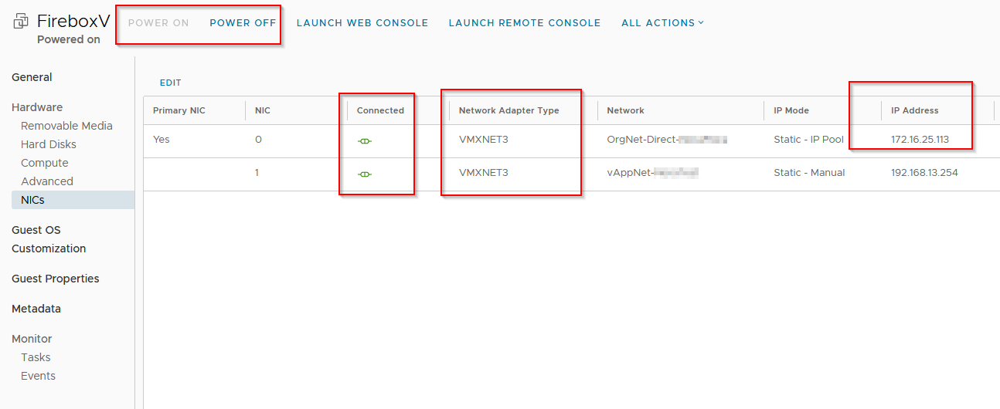 FireboxV POWER ON POWER OFF LAUNCH WEB CONSOLE LAUNCH REMOTE CONSOLE ALL ACTIONS
Powered on
General
EDIT
Hardware
Primary NIC NIC Connected Network Adapter Type Network IP Mode IP Address
Removable Media
Yes 0 VMXNET3 OrgNet-Direct- Static - IP Pool 172.16.25.113
Hard Disks
Compute
1 VMXNET3 vAppNet- Static - Manual 192.168.13.254
Advanced
NICs
Guest OS
Customization
Guest Properties
Metadata
Monitor
Tasks
Events